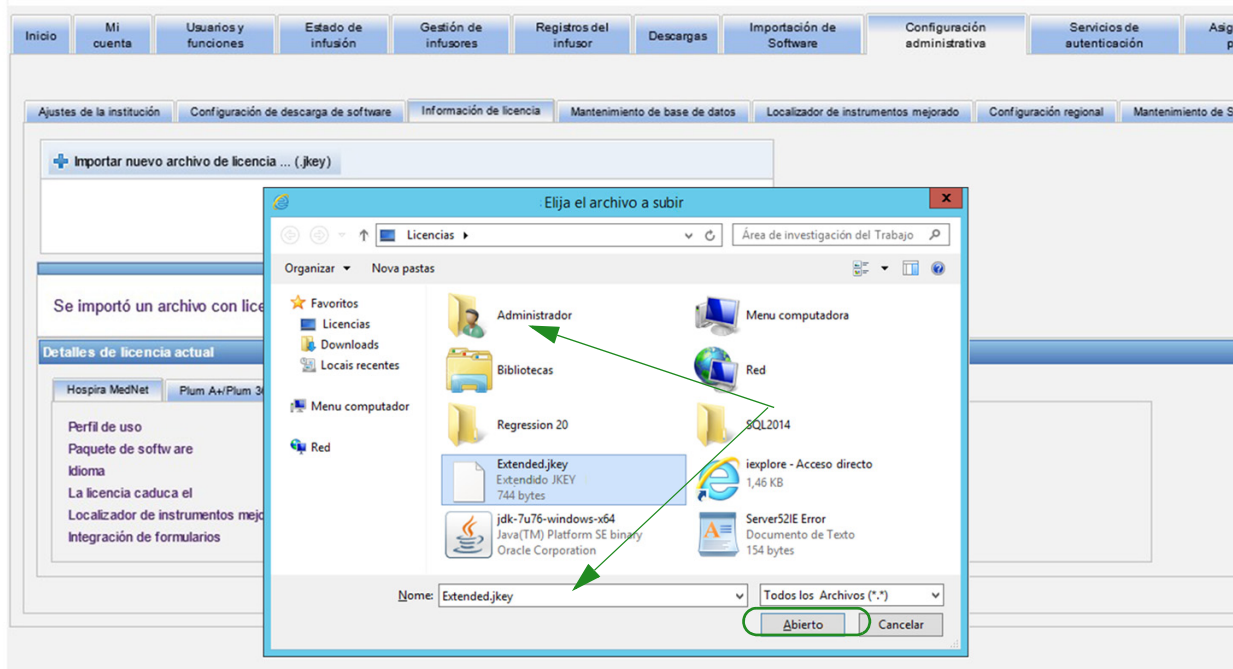 Inicio
Mi
cuenta
Usuarios y
funciones
Estado de
infusión
Gestión de
infusores
Registros del
infusor
Descargas
Importación de
Software
Configuración
administrativa
Servicios de
autenticación
Asig
p
Ajustes de la institución
Configuración de descarga de software
Información de licencia
Mantenimiento de base de datos
Localizador de instrumentos mejorado
Configuración regional
Mantenimiento de S
Importar nuevo archivo de licencia ... (.jkey)
Elija el archivo a subir
x
Licencias
Área de investigación del Trabajo
Organizar
Nova pastas
Favoritos
Licencias
Downloads
Locais recentes
Menu computador
Red
Administrador
Menu computadora
Bibliotecas
Red
Regression 20
SQL2014
Extended.jkey
Extendido JKEY
744 bytes
iexplore - Acceso directo
1,46 KB
jdk-7u76-windows-x64
Java(TM) Platform SE binary
Oracle Corporation
Server52IE Error
Documento de Texto
154 bytes
Nome:
Extended.jkey
Todos los Archivos (*.*)
Abierto
Cancelar
Se importó un archivo con lice
Detalles de licencia actual
Hospira MedNet
Plum A+/Plum 36
Perfil de uso
Paquete de softw are
Idioma
La licencia caduca el
Localizador de instrumentos mejo
Integración de formularios